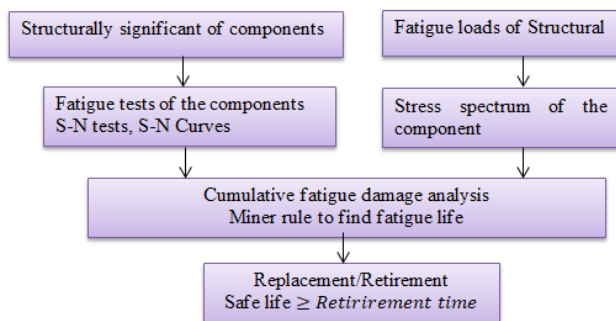 Structurally significant of components
Fatigue loads of Structural
Fatigue tests of the components
S-N tests, S-N Curves
Stress spectrum of the
component
Cumulative fatigue damage analysis
Miner rule to find fatigue life
Replacement/Retirement
Safe life ≥ Retirirement time